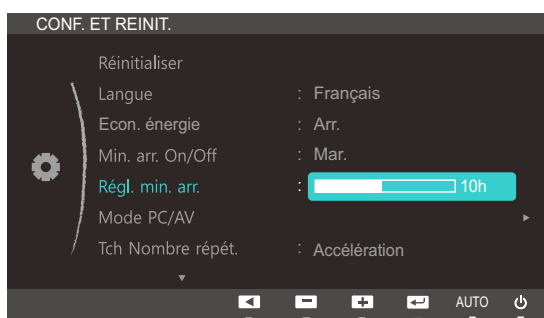 CONF. ET REINIT.
Réinitialiser
Langue : Français
Econ. énergie : Arr.
Min. arr. On/Off : Mar.
Régl. min. arr. : 10h
Mode PC/AV
Tch Nombre répét. : Accélération
AUTO